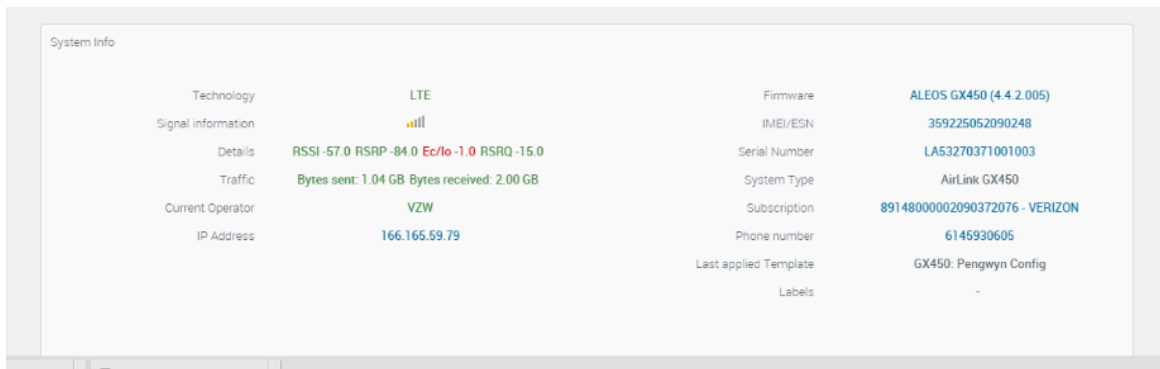 System Info
Technology LTE
Signal information
Details RSSI -57.0 RSRP -84.0 Ec/Io -1.0 RSRQ -15.0
Traffic Bytes sent: 1.04 GB Bytes received: 2.00 GB
Current Operator VZW
IP Address 166.165.59.79
Firmware ALEOS GX450 (4.4.2.005)
IMEI/ESN 359225052090248
Serial Number LA53270371001003
System Type AirLink GX450
Subscription 89148000002090372076 - VERIZON
Phone number 6145930605
Last applied Template GX450: Pengwyn Config
Labels -